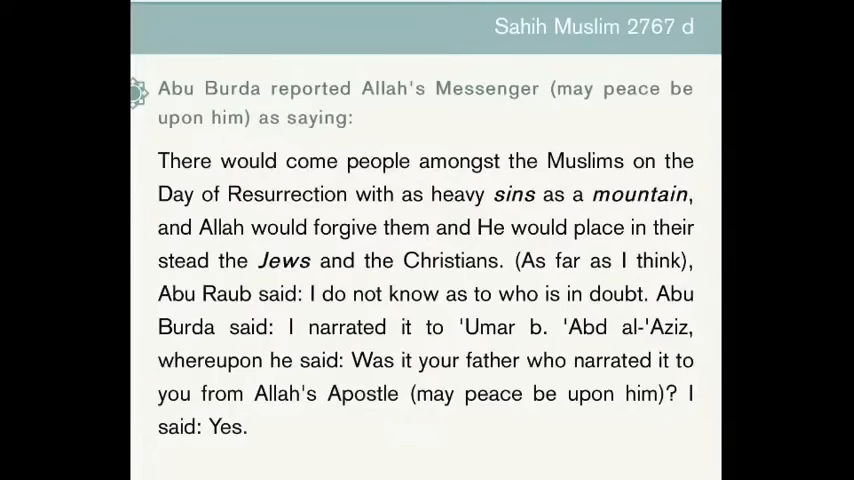 Sahih Muslim 2767 d
Abu Burda reported Allah's Messenger (may peace be
upon him) as saying:
There would come people amongst the Muslims on the
Day of Resurrection with as heavy sins as a mountain,
and Allah would forgive them and He would place in their
stead the Jews and the Christians. (As far as I think),
Abu Raub said: I do not know as to who is in doubt. Abu
Burda said: I narrated it to 'Umar b. 'Abd al-'Aziz,
whereupon he said: Was it your father who narrated it to
you from Allah's Apostle (may peace be upon him)? I
said: Yes.